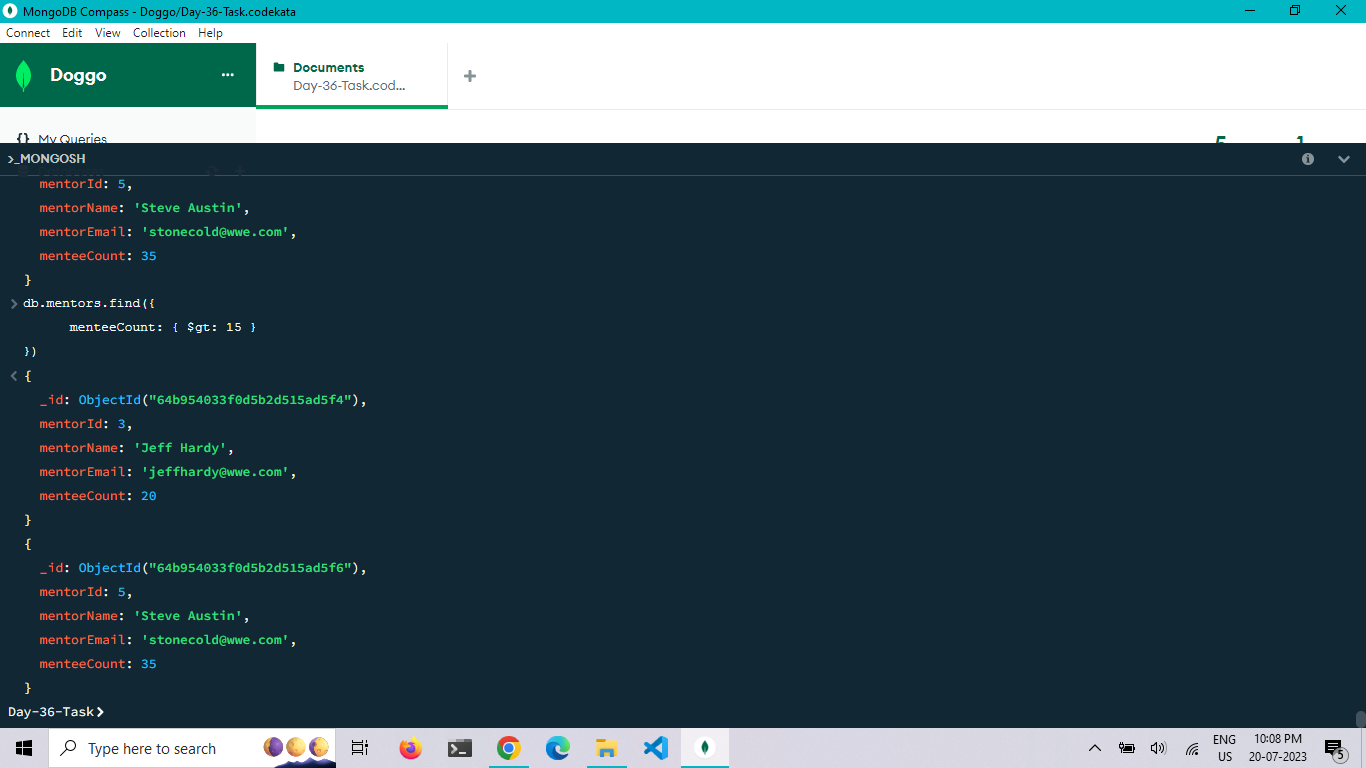 MongoDB Compass - Doggo/Day-36-Task.codekata
Connect Edit View Collection Help
Doggo
Documents
Day-36-Task.cod...
{} My Queries
5 1
>_MONGOSH
mentorId: 5,
mentorName: 'Steve Austin',
mentorEmail: 'stonecold@wwe.com',
menteeCount: 35
}
> db.mentors.find({
menteeCount: { $gt: 15 }
})
< {
_id: ObjectId("64b954033f0d5b2d515ad5f4"),
mentorId: 3,
mentorName: 'Jeff Hardy',
mentorEmail: 'jeffhardy@wwe.com',
menteeCount: 20
}
{
_id: ObjectId("64b954033f0d5b2d515ad5f6"),
mentorId: 5,
mentorName: 'Steve Austin',
mentorEmail: 'stonecold@wwe.com',
menteeCount: 35
}
Day-36-Task>
Type here to search
ENG
US
10:08 PM
20-07-2023
5